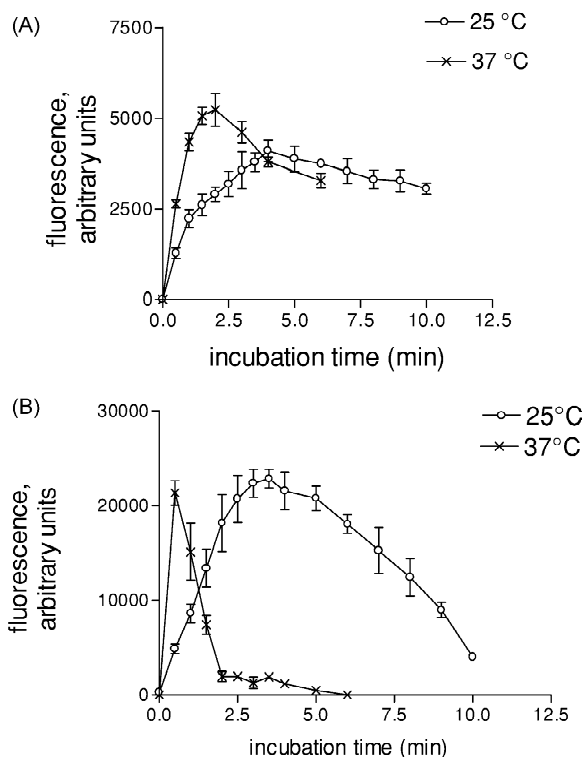 (A)
25 °C
37 °C
7500
5000
2500
0
fluorescence,
arbitrary units
0.0 2.5 5.0 7.5 10.0 12.5
incubation time (min)
(B)
25°C
37°C
30000
20000
10000
0
fluorescence,
arbitrary units
0.0 2.5 5.0 7.5 10.0 12.5
incubation time (min)